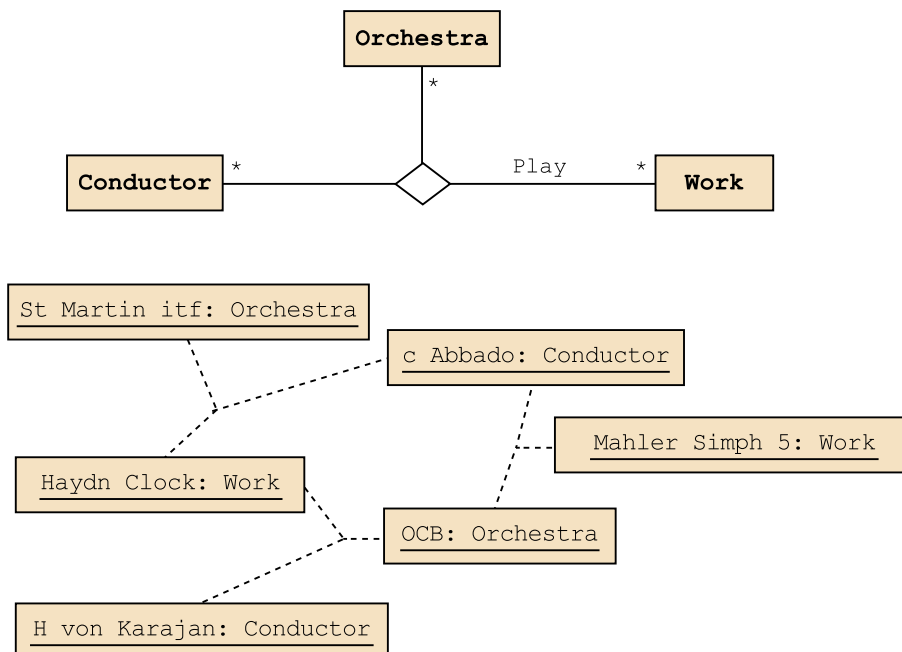 Orchestra
*
* Play *
Conductor
Work
St Martin itf: Orchestra
c Abbado: Conductor
Mahler Simph 5: Work
Haydn Clock: Work
OCB: Orchestra
H von Karajan: Conductor